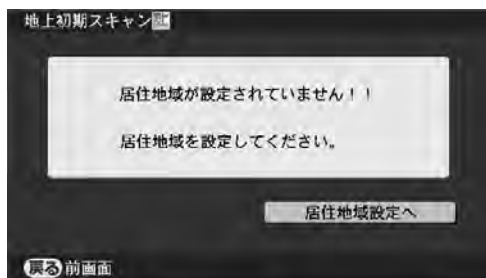 地上初期スキャン
居住地域が設定されていません！！
居住地域を設定してください。
居住地域設定へ
戻る 前画面